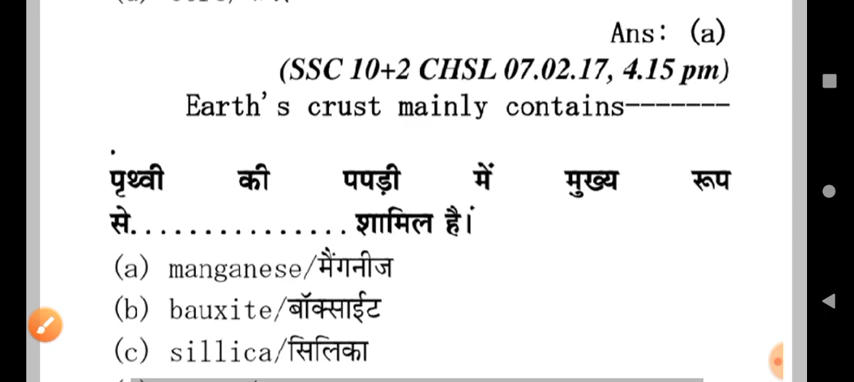 Ans: (a)
(SSC 10+2 CHSL 07.02.17, 4.15 pm)
Earth's crust mainly contains-------
.
पृथ्वी की पपड़ी में मुख्य रूप
से............... शामिल है।
(a) manganese/मैंगनीज
(b) bauxite/बॉक्साईट
(c) sillica/सिलिका